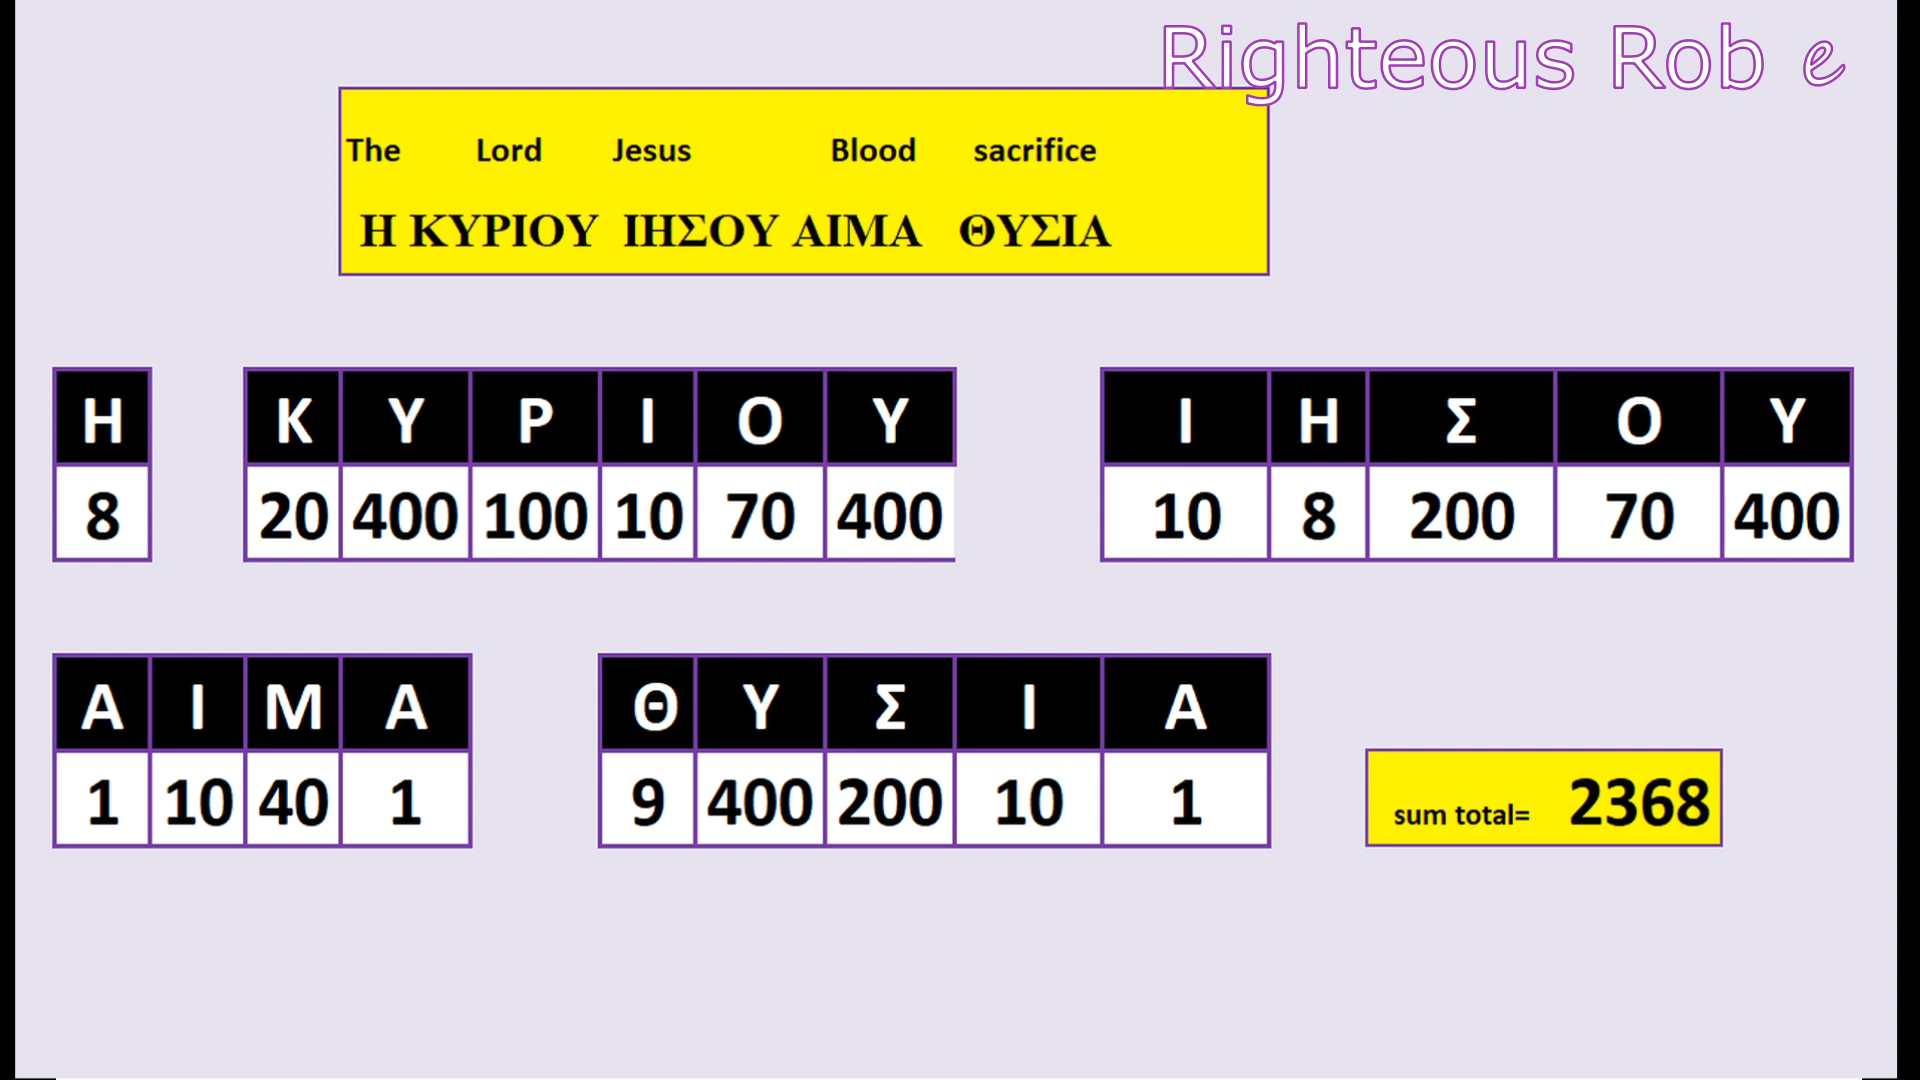 Righteous Rob e
The Lord Jesus Blood sacrifice
Η ΚΥΡΙΟΥ ΙΗΣΟΥ ΑΙΜΑ ΘΥΣΙΑ
Η Κ Υ Ρ Ι Ο Υ Ι Η Σ Ο Υ
8 20 400 100 10 70 400 10 8 200 70 400
Α Ι Μ Α Θ Υ Σ Ι Α
1 10 40 1 9 400 200 10 1
sum total= 2368